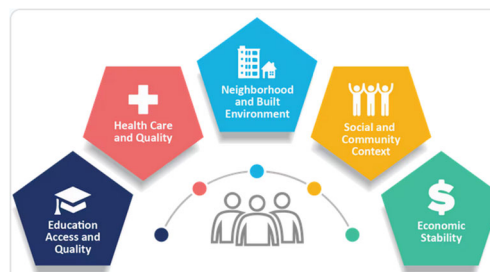 Neighborhood
and Built
Environment
Health Care
and Quality
Social and
Community
Context
Education
Access and
Quality
$
Economic
Stability